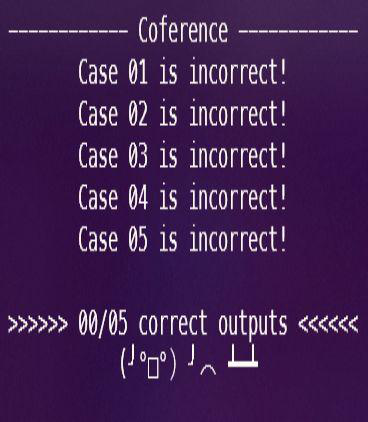 ------------ Coference ------------
Case 01 is incorrect!
Case 02 is incorrect!
Case 03 is incorrect!
Case 04 is incorrect!
Case 05 is incorrect!
>>>>>> 00/05 correct outputs <<<<<<
(╯°□°) ╯︵ ┻━┻